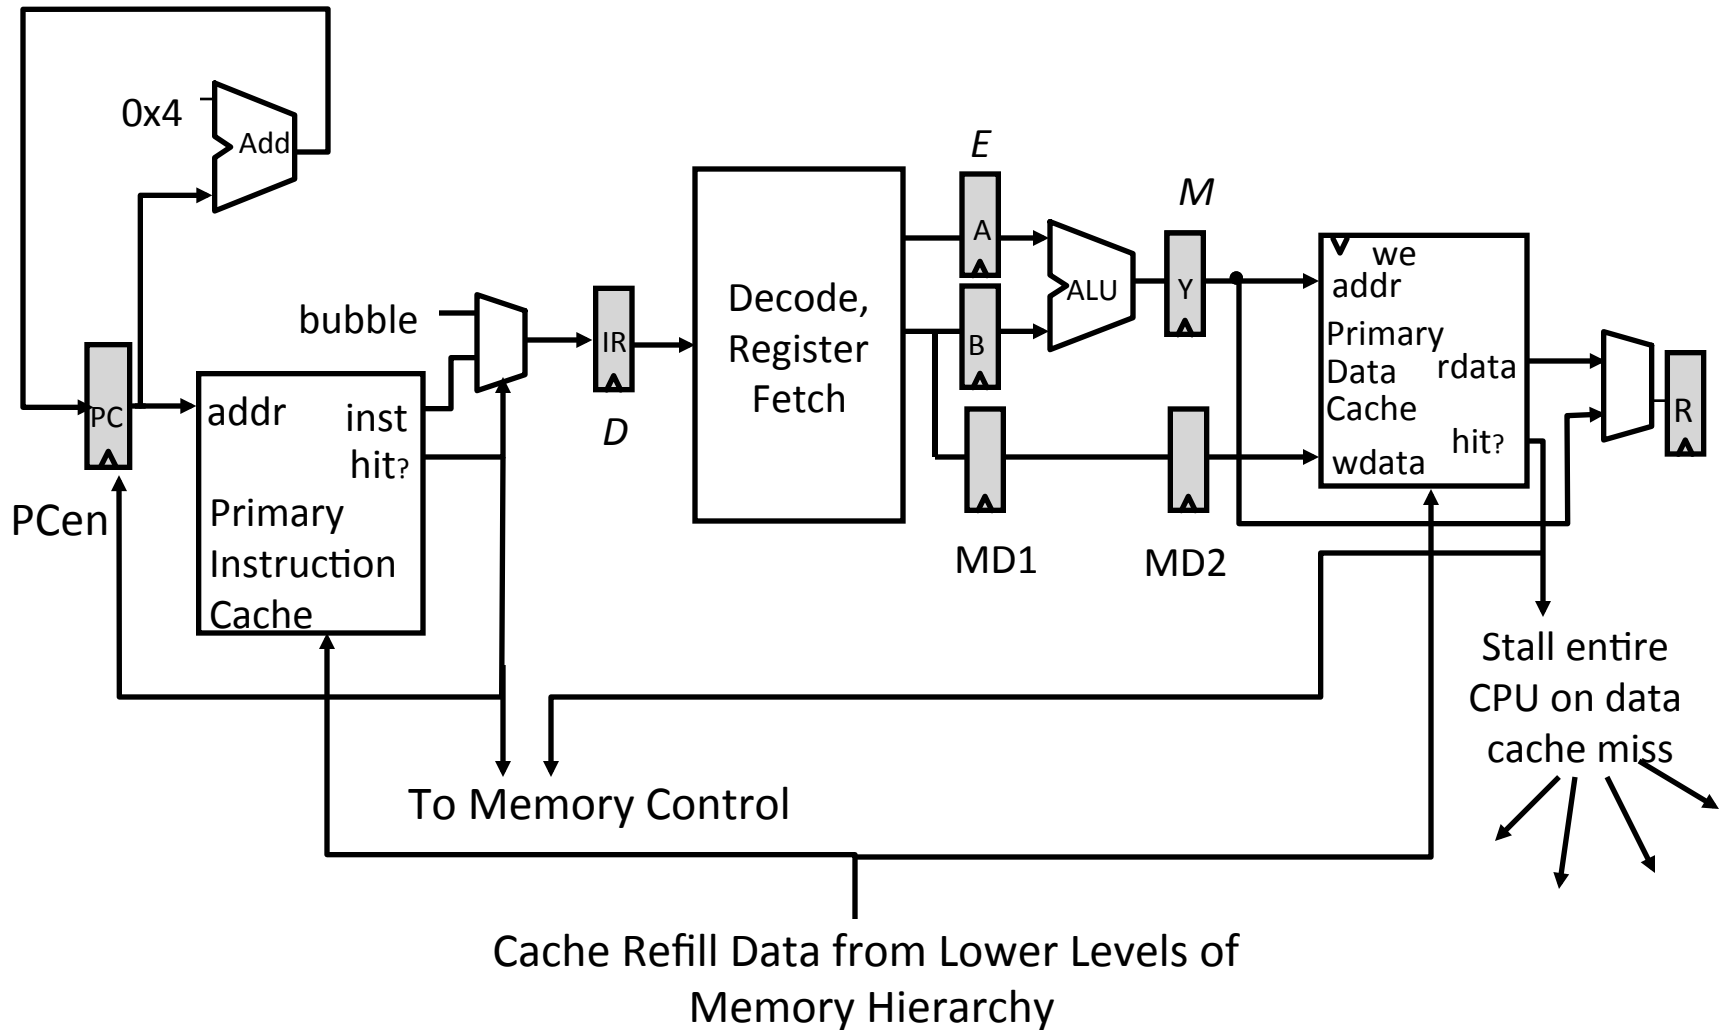 0x4
Add
PC
PCen
addr
inst
hit?
Primary
Instruction
Cache
bubble
IR
D
Decode,
Register
Fetch
E
A
B
MD1
ALU
M
Y
MD2
we
addr
Primary
Data
Cache
rdata
hit?
wdata
R
Stall entire
CPU on data
cache miss
To Memory Control
Cache Refill Data from Lower Levels of
Memory Hierarchy